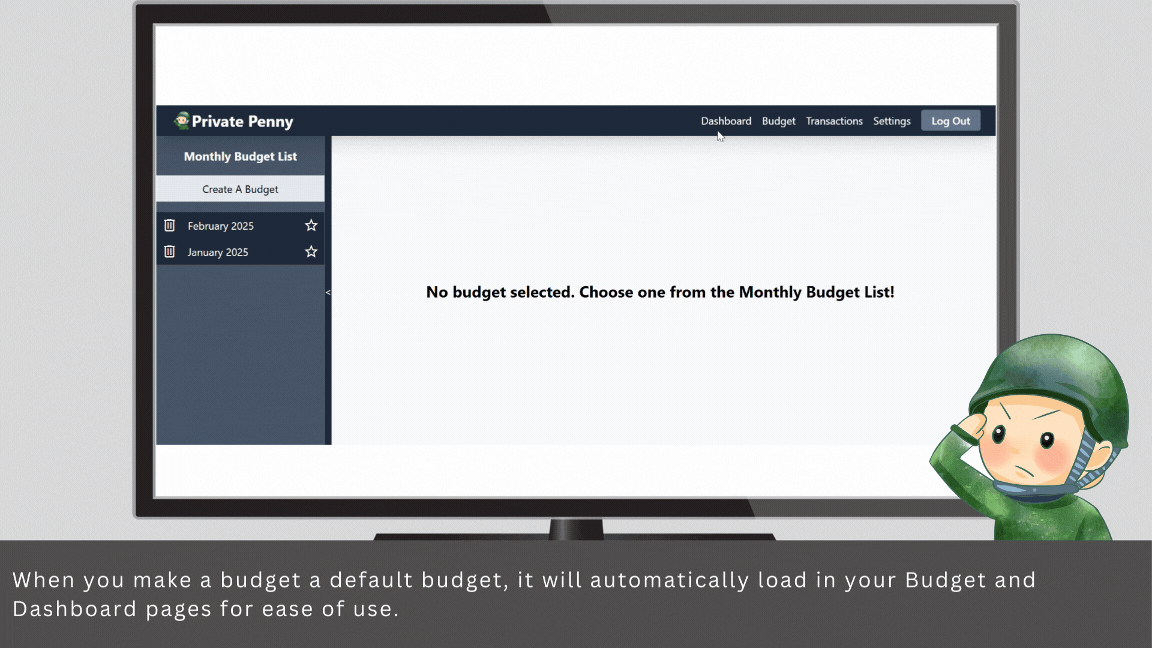 Private Penny
Dashboard Budget Transactions Settings Log Out
Monthly Budget List
Create A Budget
February 2025
January 2025
<
No budget selected. Choose one from the Monthly Budget List!
When you make a budget a default budget, it will automatically load in your Budget and
Dashboard pages for ease of use.